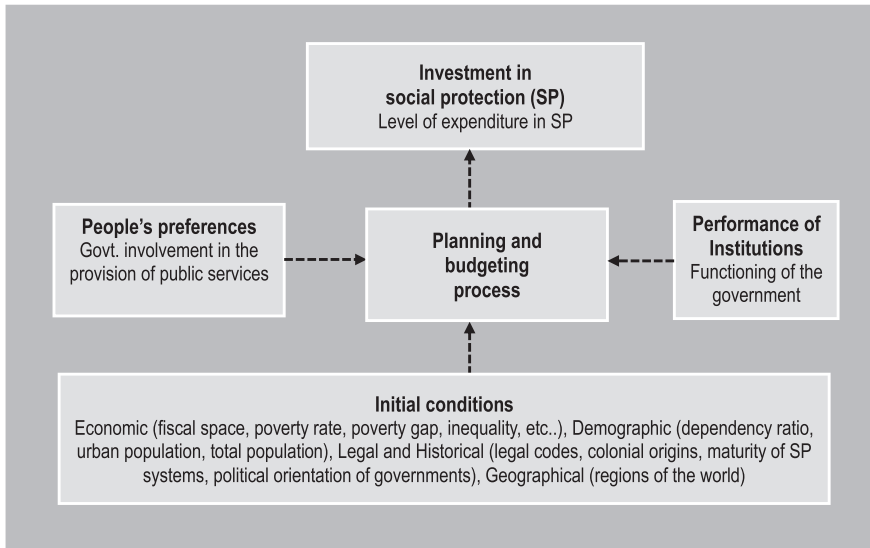 Investment in
social protection (SP)
Level of expenditure in SP
People's preferences
Govt. involvement in the
provision of public services
Planning and
budgeting
process
Performance of
Institutions
Functioning of the
government
Initial conditions
Economic (fiscal space, poverty rate, poverty gap, inequality, etc..), Demographic (dependency ratio,
urban population, total population), Legal and Historical (legal codes, colonial origins, maturity of SP
systems, political orientation of governments), Geographical (regions of the world)